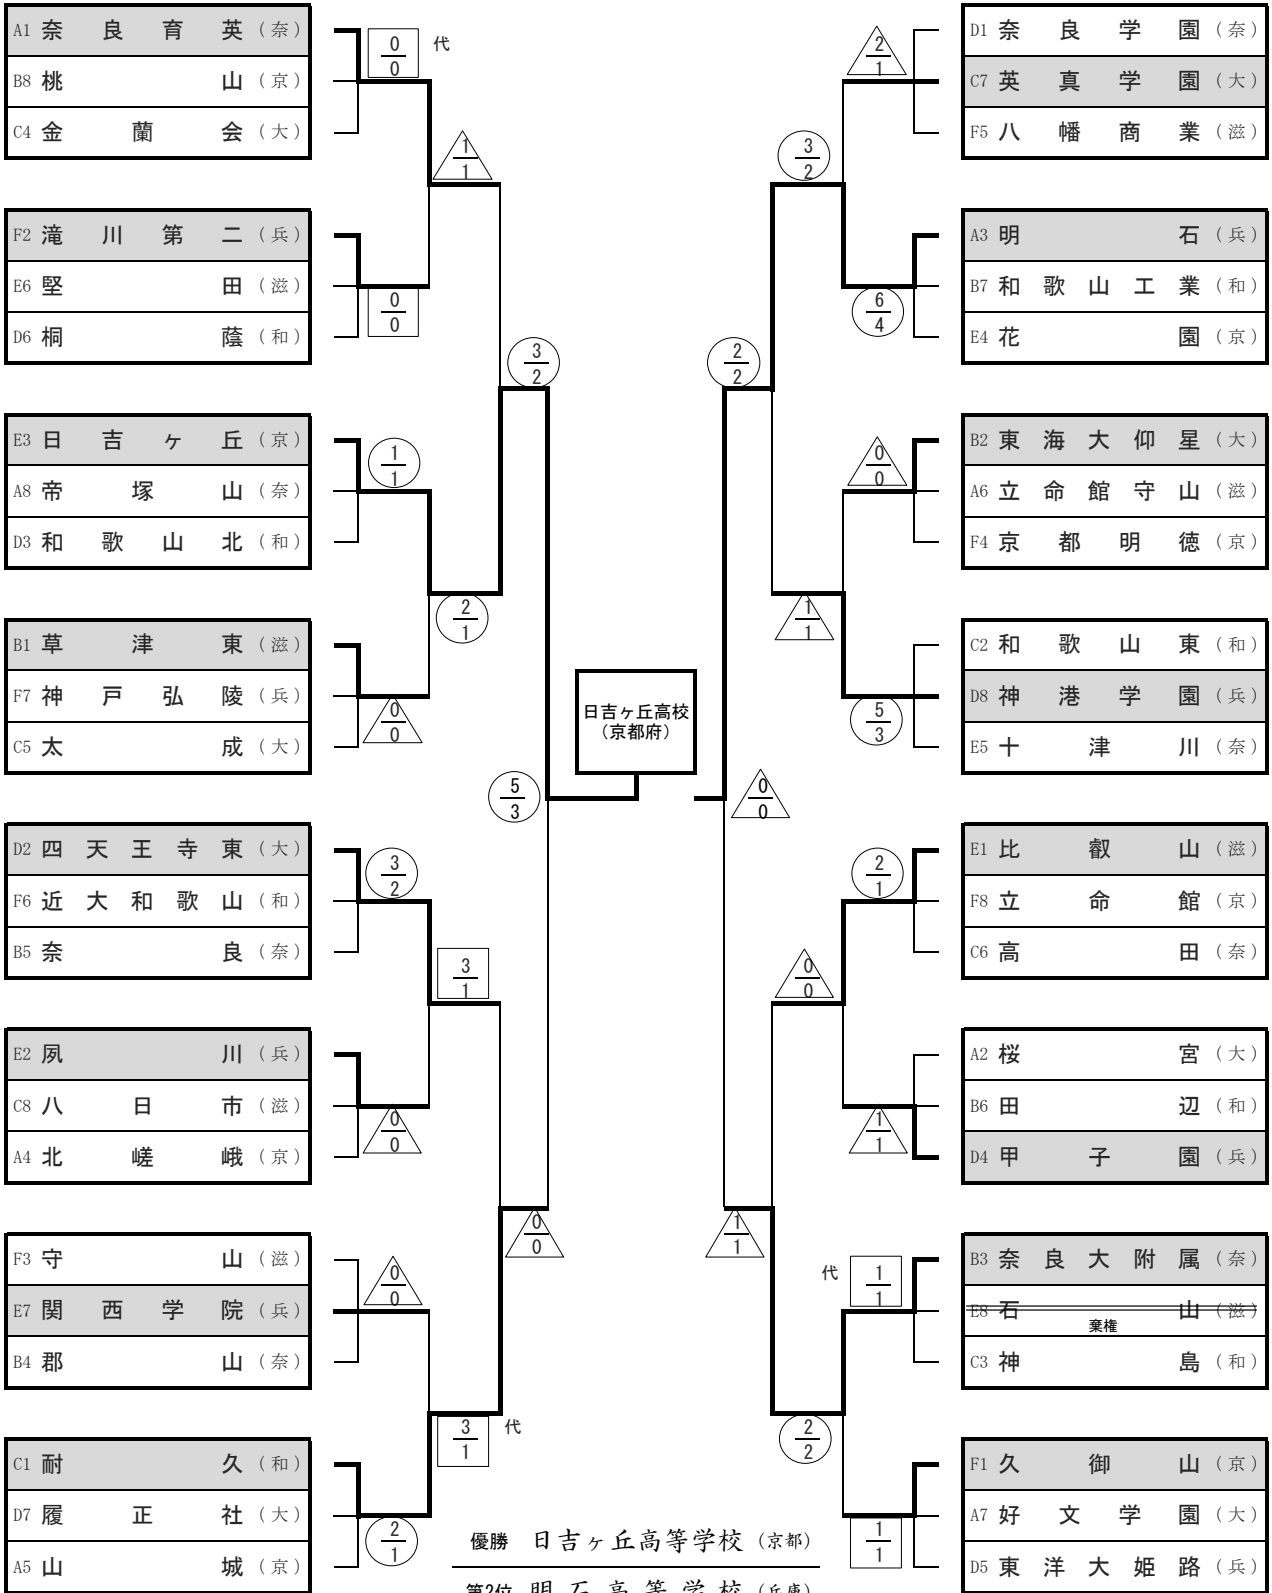 A1 奈良育英（奈）
B8 桃山（京）
C4 金蘭会（大）
F2 滝川第二（兵）
E6 堅田（滋）
D6 桐蔭（和）
E3 日吉ヶ丘（京）
A8 帝塚山（奈）
D3 和歌山北（和）
B1 草津東（滋）
F7 神戸弘陵（兵）
C5 太成（大）
D2 四天王寺東（大）
F6 近大和歌山（和）
B5 奈良（奈）
E2 夙川（兵）
C8 八日市（滋）
A4 北嵯峨（京）
F3 守山（滋）
E7 関西学院（兵）
B4 郡山（奈）
C1 耐久（和）
D7 履正社（大）
A5 山城（京）
0
0
代
0
0
1
1
0
0
3
2
0
0
0
0
2
1
1
1
2
1
3
1
3
1
代
3
2
0
0
5
3
日吉ヶ丘高校
（京都府）
0
0
2
2
1
1
3
2
1
1
0
0
2
2
2
1
6
4
0
0
5
3
2
1
1
1
代
1
1
1
1
D1 奈良学園（奈）
C7 英真学園（大）
F5 八幡商業（滋）
A3 明石（兵）
B7 和歌山工業（和）
E4 花園（京）
B2 東海大仰星（大）
A6 立命館守山（滋）
F4 京都明徳（京）
C2 和歌山東（和）
D8 神港学園（兵）
E5 十津川（奈）
E1 比叡山（滋）
F8 立命館（京）
C6 高田（奈）
A2 桜宮（大）
B6 田辺（和）
D4 甲子園（兵）
B3 奈良大附属（奈）
E8 石山（滋）
棄権
C3 神島（和）
F1 久御山（京）
A7 好文学園（大）
D5 東洋大姫路（兵）
優勝 日吉ヶ丘高等学校（京都）
第2位 明石高等学校（兵庫）